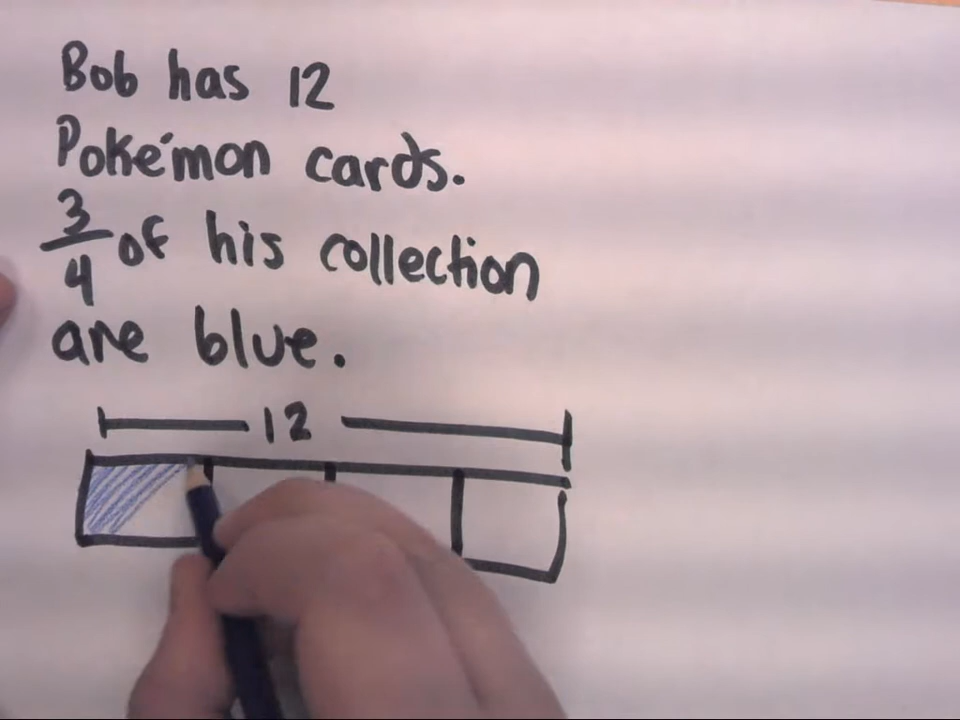 Bob has 12
Pokémon cards.
3/4 of his collection
are blue.
12